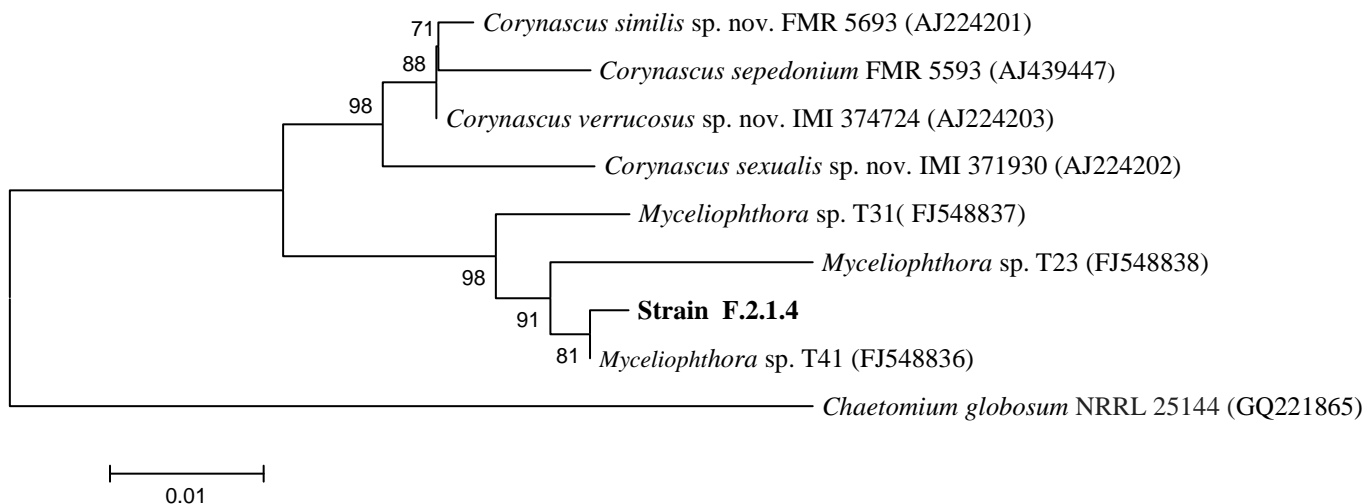 71
Corynascus similis sp. nov. FMR 5693 (AJ224201)
88
Corynascus sepedonium FMR 5593 (AJ439447)
98
Corynascus verrucosus sp. nov. IMI 374724 (AJ224203)
Corynascus sexualis sp. nov. IMI 371930 (AJ224202)
Myceliophthora sp. T31( FJ548837)
98
Myceliophthora sp. T23 (FJ548838)
91
Strain F.2.1.4
81
Myceliophthora sp. T41 (FJ548836)
Chaetomium globosum NRRL 25144 (GQ221865)
0.01